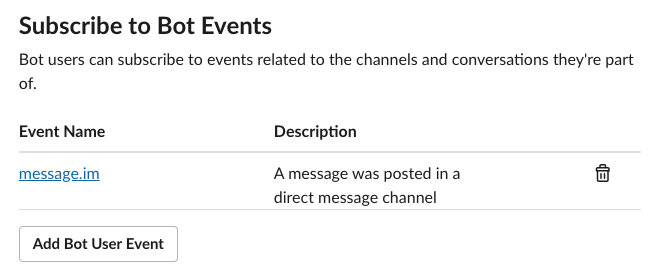 Subscribe to Bot Events
Bot users can subscribe to events related to the channels and conversations they're part
of.
Event Name Description
message.im A message was posted in a
direct message channel
Add Bot User Event